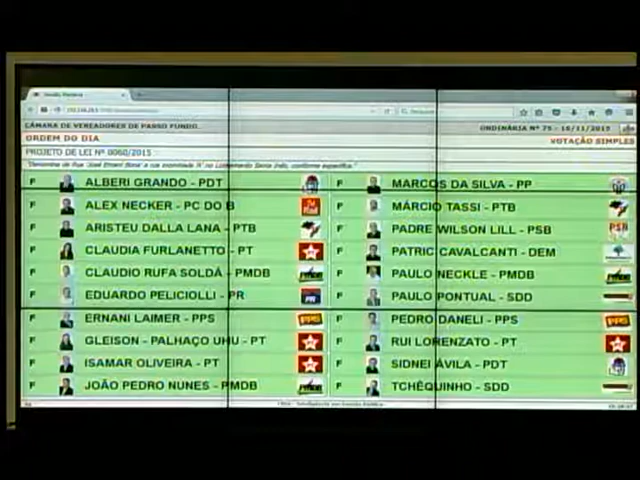 CÂMARA DE VEREADORES DE PASSO FUNDO
ORDINÁRIA Nº 75 - 16/11/2015
ORDEM DO DIA
VOTAÇÃO SIMPLES
PROJETO DE LEI Nº 0060/2015
F ALBERI GRANDO - PDT
F MARCOS DA SILVA - PP
F ALEX NECKER - PC DO B
F MÁRCIO TASSI - PTB
F ARISTEU DALLA LANA - PTB
F PADRE WILSON LILL - PSB
F CLAUDIA FURLANETTO - PT
F PATRIC CAVALCANTI - DEM
F CLAUDIO RUFA SOLDÁ - PMDB
F PAULO NECKLE - PMDB
F EDUARDO PELICIOLLI - PR
F PAULO PONTUAL - SDD
F ERNANI LAIMER - PPS
F PEDRO DANELI - PPS
F GLEISON - PALHAÇO UHU - PT
F RUI LORENZATO - PT
F ISAMAR OLIVEIRA - PT
F SIDNEI ÁVILA - PDT
F JOÃO PEDRO NUNES - PMDB
F TCHÊQUINHO - SDD